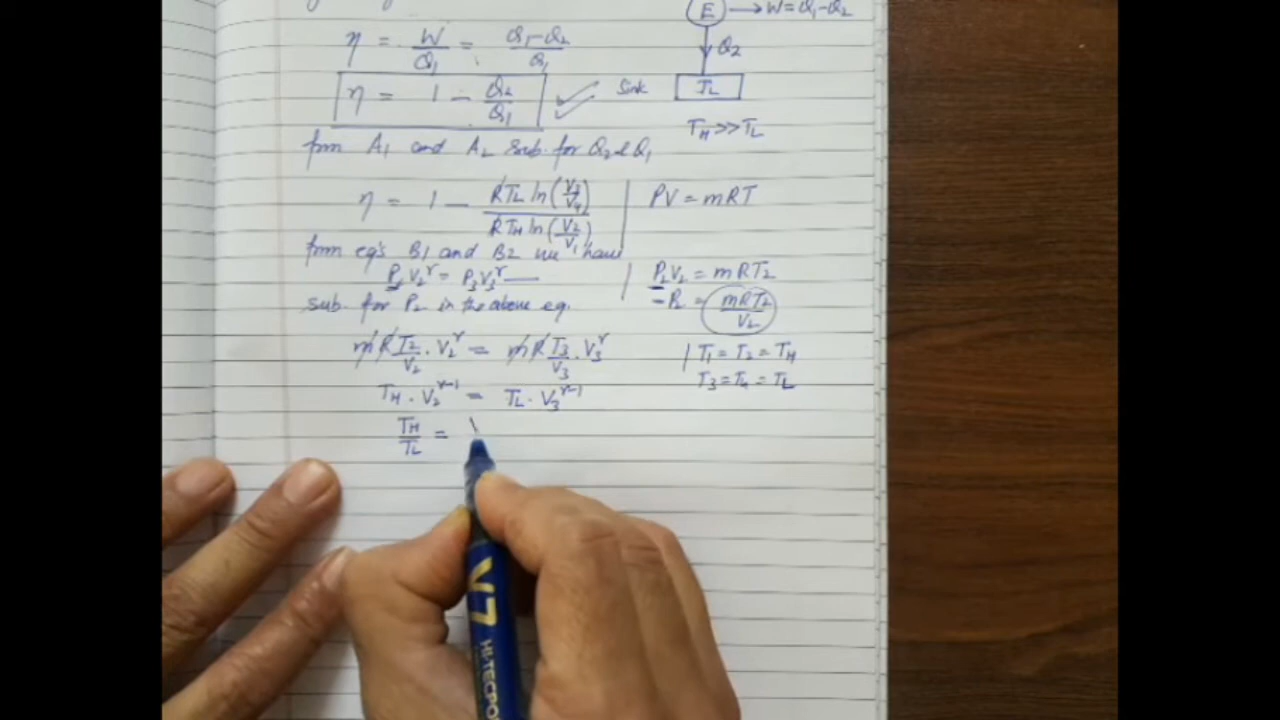 E → W = Q1-Q2
η = W/Q1 = Q1-Q2/Q1
Q2
η = 1 - Q2/Q1
Sink
TL
TH >> TL
from A1 and A2 sub. for Q2 & Q1
η = 1 - RTL ln(V3/V4)/RTH ln(V2/V1)
PV = mRT
from eq's B1 and B2 we have
P2V2^γ = P3V3^γ
P2V2 = mRT2
sub. for P2 in the above eq.
-P2 = mRT2/V2
mRT2/V2 . V2^γ = mRT3/V3 . V3^γ
T1 = T2 = TH
T3 = T4 = TL
TH . V2^γ-1 = TL . V3^γ-1
TH/TL =
V7 HI-TECPO